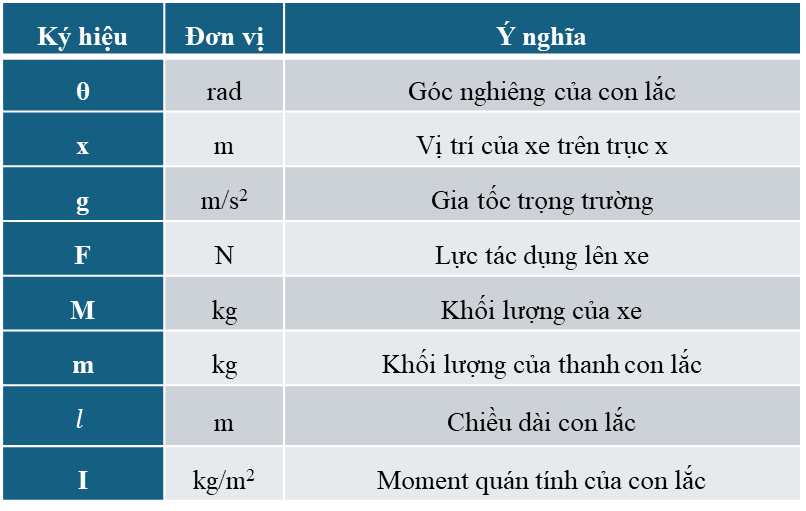 Ký hiệu Đơn vị Ý nghĩa
θ rad Góc nghiêng của con lắc
x m Vị trí của xe trên trục x
g m/s² Gia tốc trọng trường
F N Lực tác dụng lên xe
M kg Khối lượng của xe
m kg Khối lượng của thanh con lắc
l m Chiều dài con lắc
I kg/m² Moment quán tính của con lắc